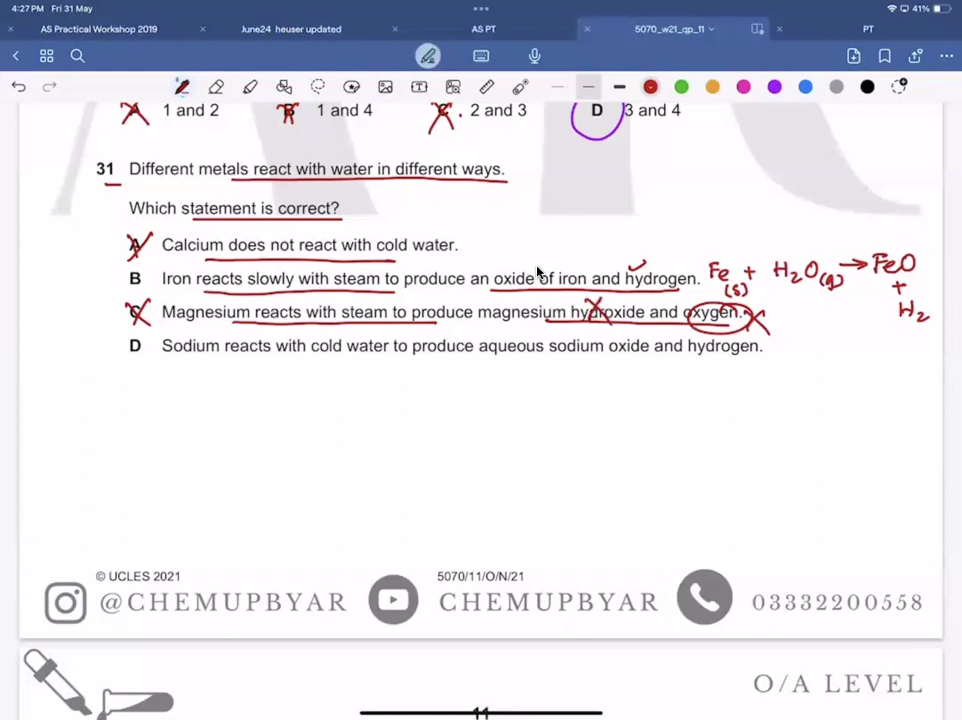 4:27 PM Fri 31 May 41%
AS Practical Workshop 2019 June24 heuser updated AS PT 5070_w21_qp_11 PT
A 1 and 2 B 1 and 4 C 2 and 3 D 3 and 4
31 Different metals react with water in different ways.
Which statement is correct?
A Calcium does not react with cold water.
B Iron reacts slowly with steam to produce an oxide of iron and hydrogen.
Fe(s) + H₂O(g) → FeO
+
H₂
C Magnesium reacts with steam to produce magnesium hydroxide and oxygen.
D Sodium reacts with cold water to produce aqueous sodium oxide and hydrogen.
© UCLES 2021 5070/11/O/N/21
@CHEMUPBYAR CHEMUPBYAR 03332200558
O/A LEVEL
11